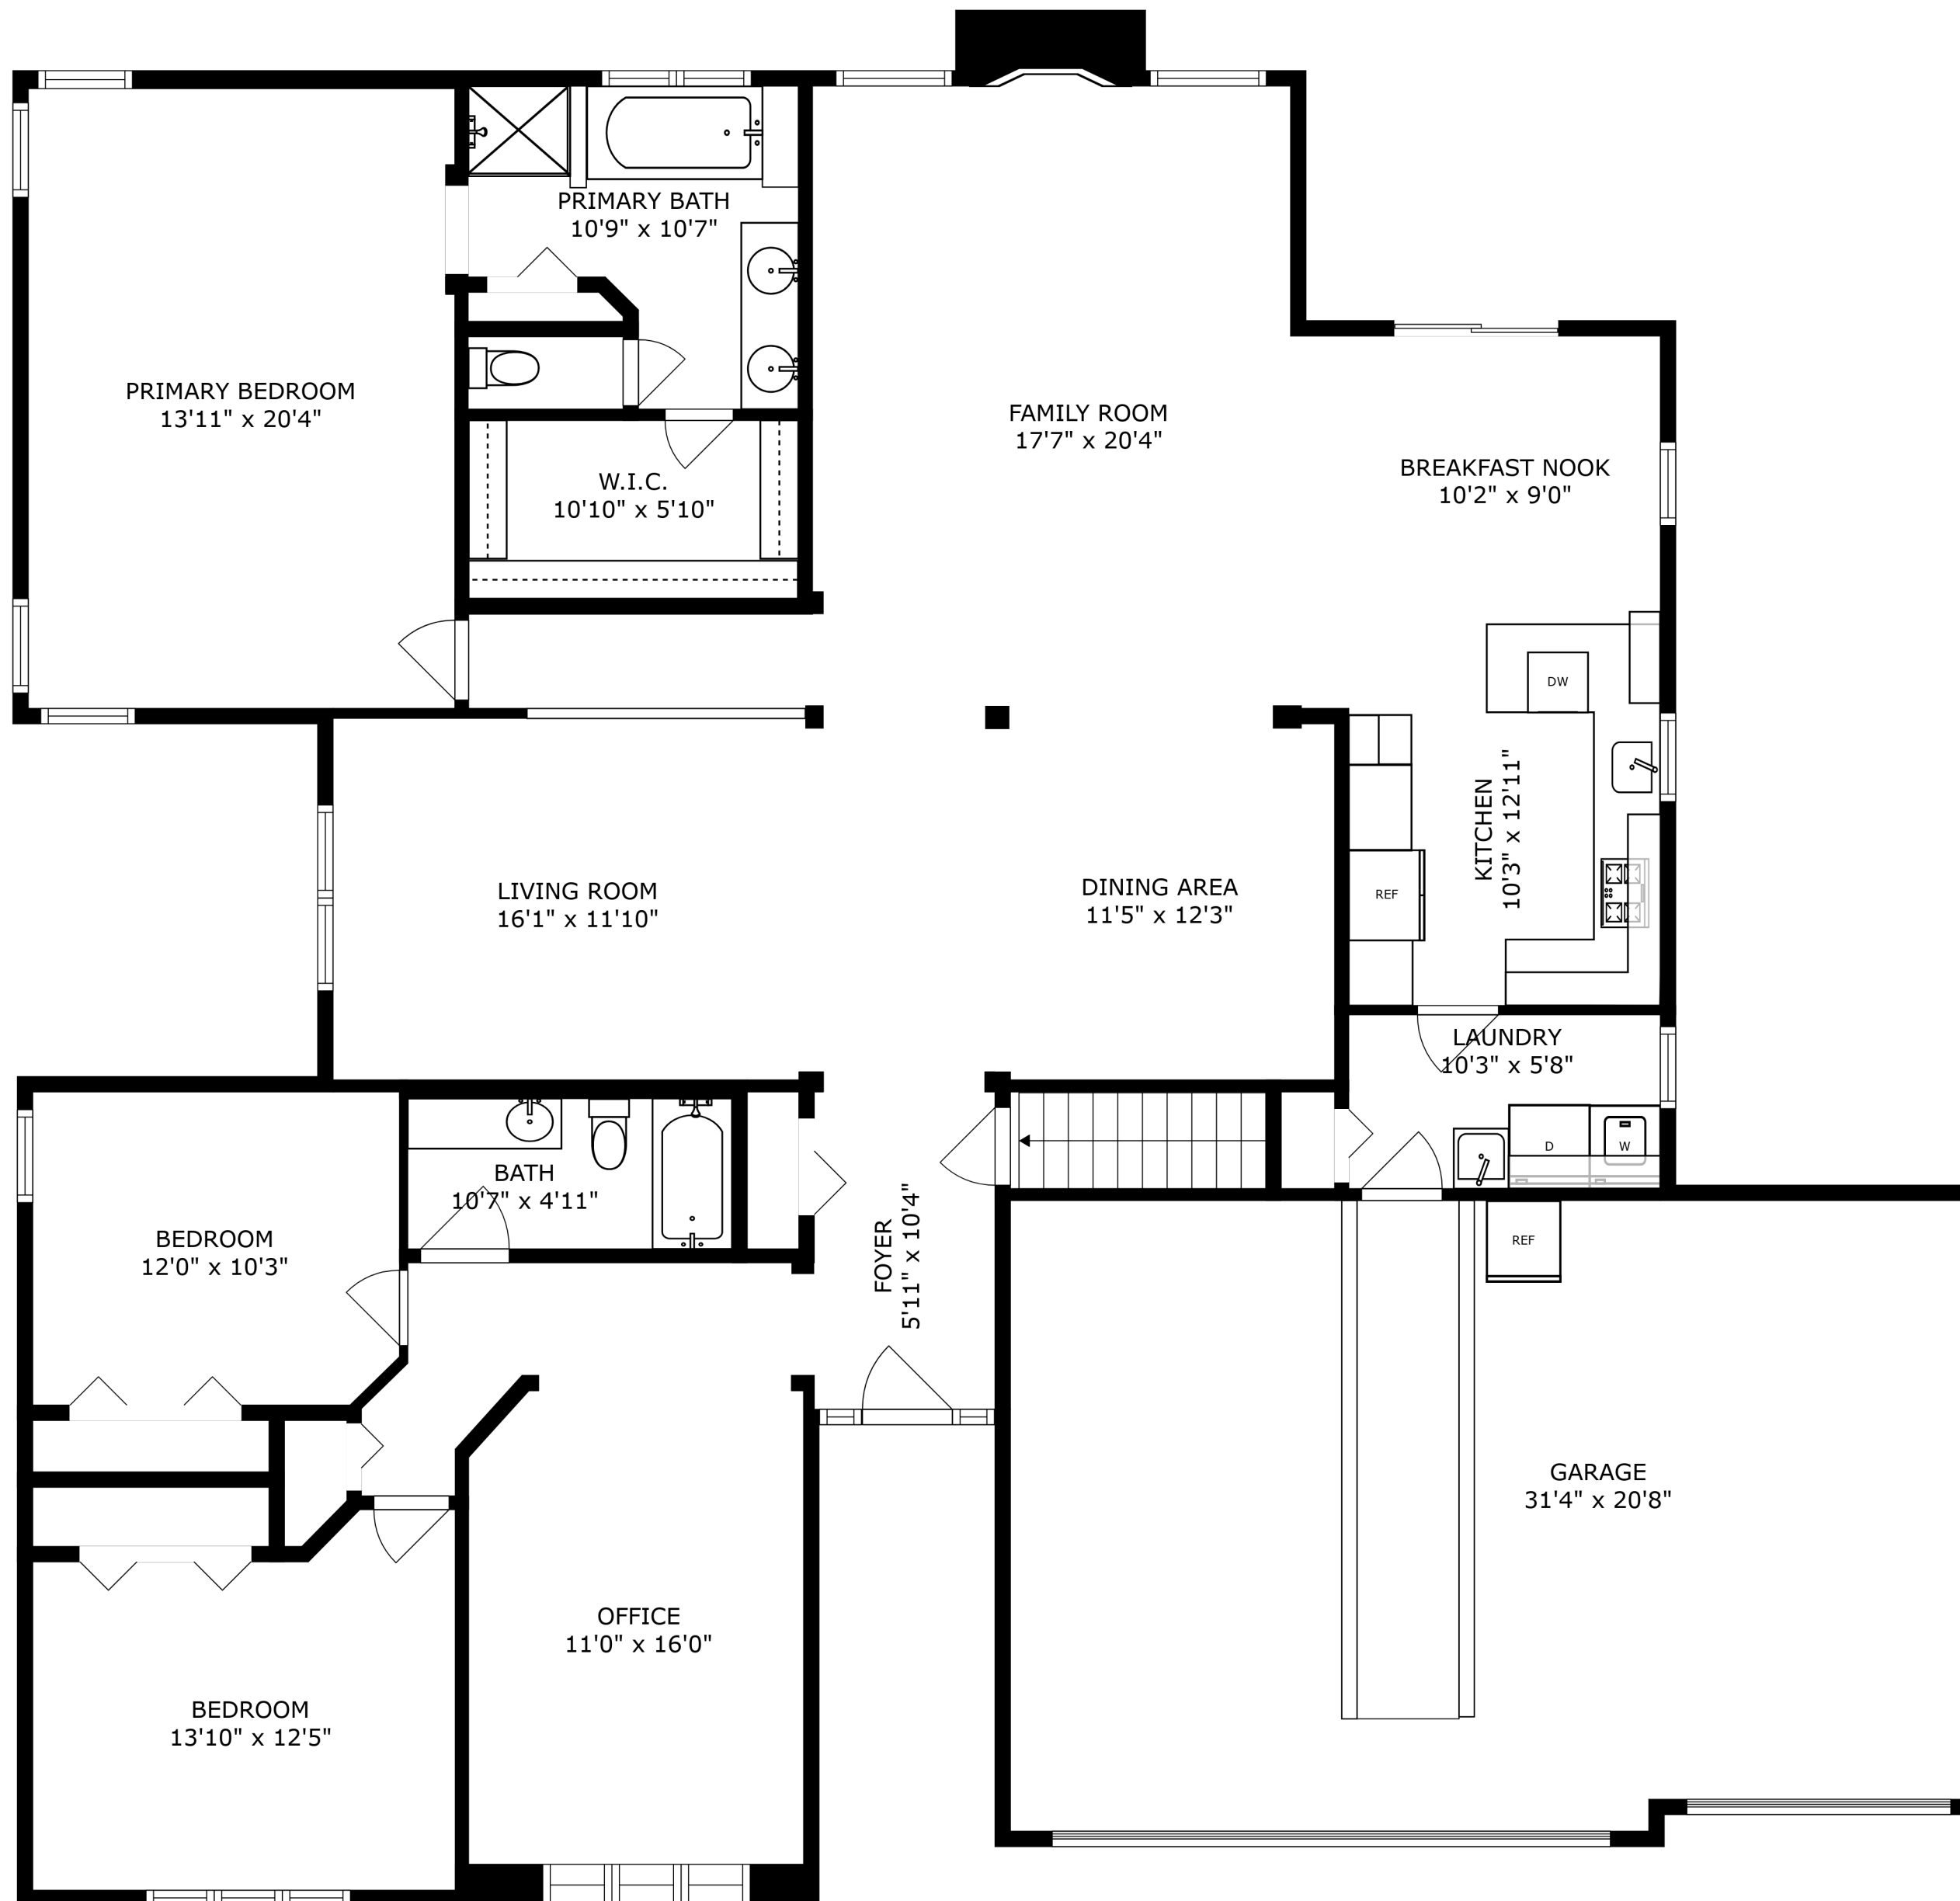 PRIMARY BATH
10'9" x 10'7"
PRIMARY BEDROOM
13'11" x 20'4"
FAMILY ROOM
17'7" x 20'4"
BREAKFAST NOOK
10'2" x 9'0"
W.I.C.
10'10" x 5'10"
DW
KITCHEN
10'3" x 12'11"
REF
LIVING ROOM
16'1" x 11'10"
DINING AREA
11'5" x 12'3"
LAUNDRY
10'3" x 5'8"
D
W
BATH
10'7" x 4'11"
FOYER
5'11" x 10'4"
BEDROOM
12'0" x 10'3"
REF
GARAGE
31'4" x 20'8"
OFFICE
11'0" x 16'0"
BEDROOM
13'10" x 12'5"